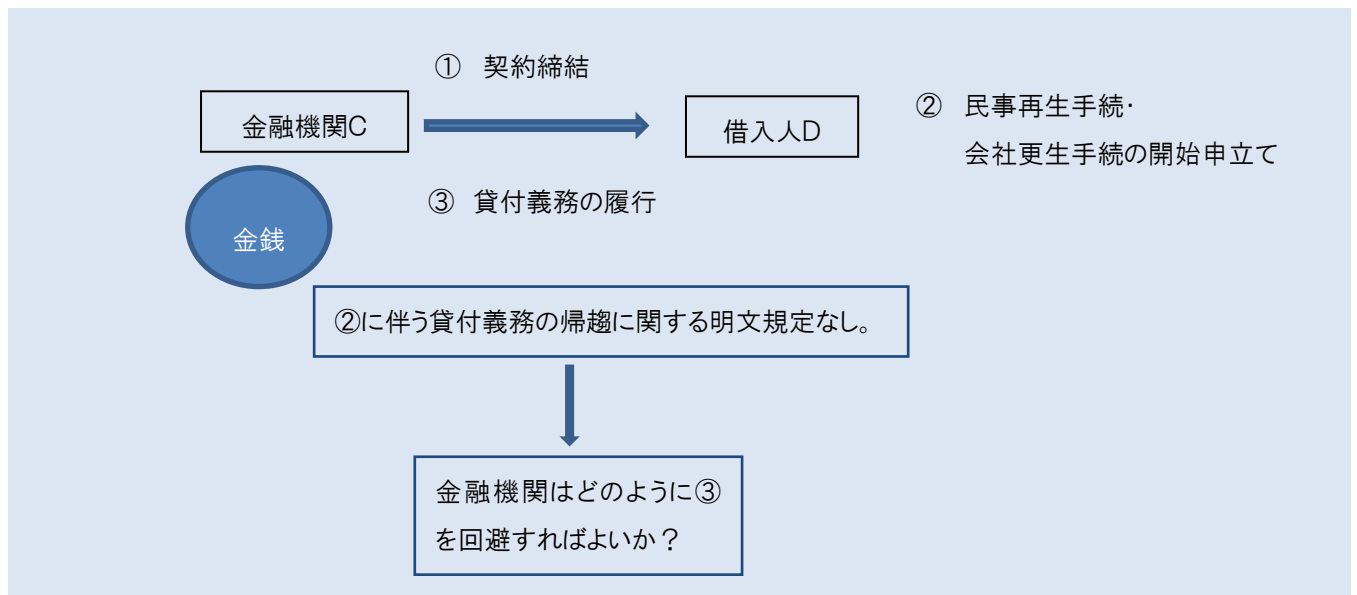 ① 契約締結
金融機関C
借入人D
② 民事再生手続・
会社更生手続の開始申立て
③ 貸付義務の履行
金銭
②に伴う貸付義務の帰趨に関する明文規定なし。
金融機関はどのように③
を回避すればよいか?